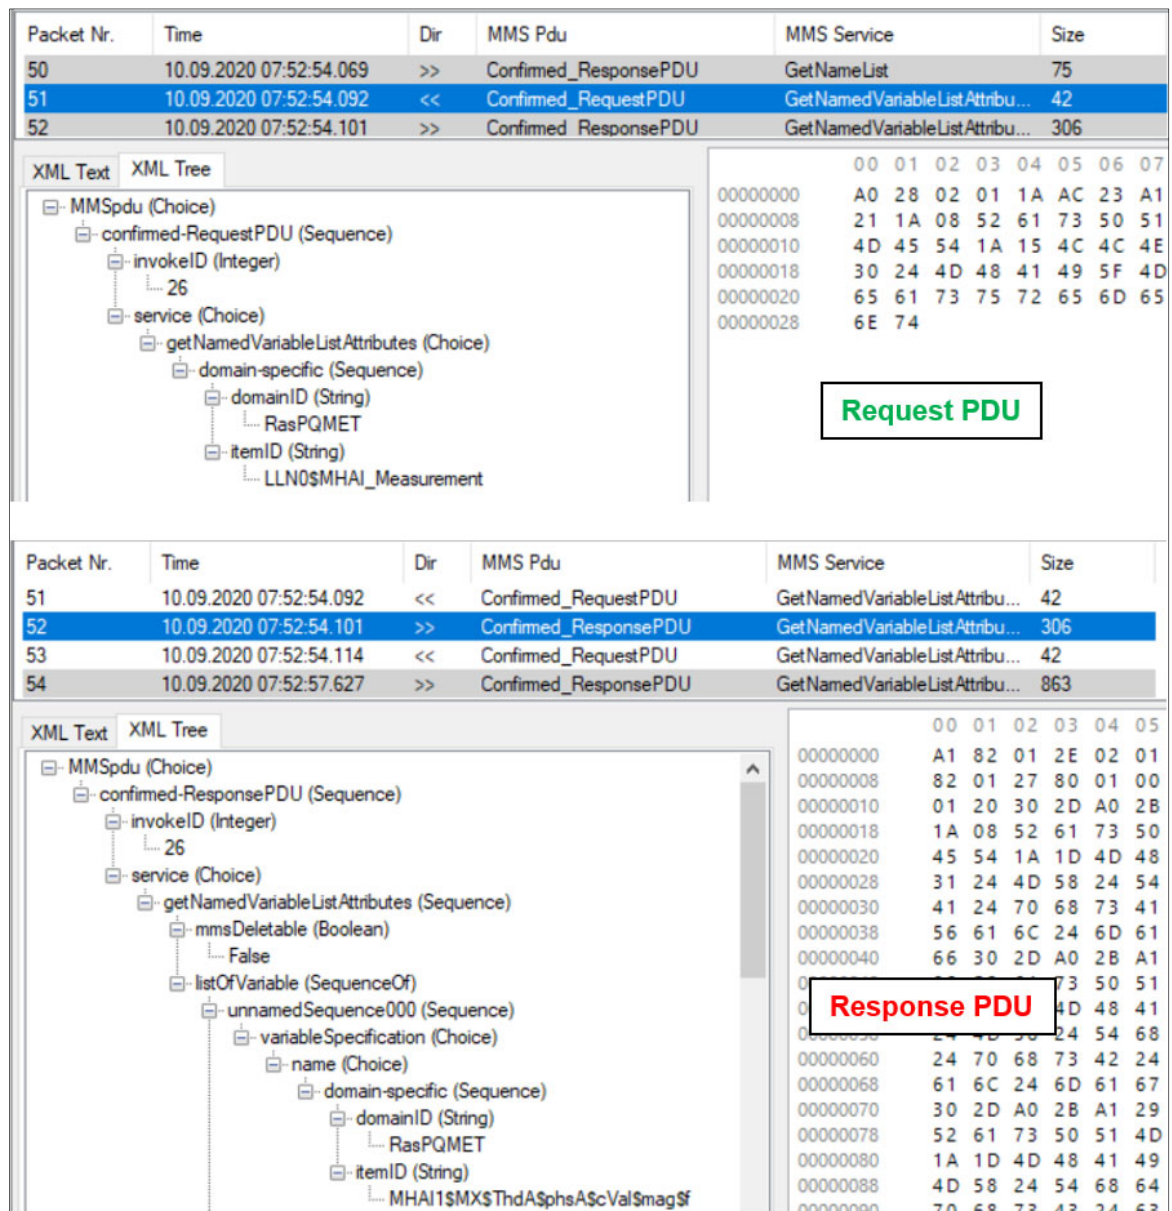 Packet Nr. Time Dir MMS Pdu MMS Service Size
50 10.09.2020 07:52:54.069 >> Confirmed_ResponsePDU GetNameList 75
51 10.09.2020 07:52:54.092 << Confirmed_RequestPDU GetNamedVariableListAttribu... 42
52 10.09.2020 07:52:54.101 >> Confirmed_ResponsePDU GetNamedVariableListAttribu... 306
XML Text XML Tree
00 01 02 03 04 05 06 07
MMSpdu (Choice)
00000000 A0 28 02 01 1A AC 23 A1
confirmed-RequestPDU (Sequence)
00000008 21 1A 08 52 61 73 50 51
invokeID (Integer)
00000010 4D 45 54 1A 15 4C 4C 4E
26
00000018 30 24 4D 48 41 49 5F 4D
service (Choice)
00000020 65 61 73 75 72 65 6D 65
getNamedVariableListAttributes (Choice)
00000028 6E 74
domain-specific (Sequence)
domainID (String)
RasPQMET
Request PDU
itemID (String)
LLN0$MHAI_Measurement
Packet Nr. Time Dir MMS Pdu MMS Service Size
51 10.09.2020 07:52:54.092 << Confirmed_RequestPDU GetNamedVariableListAttribu... 42
52 10.09.2020 07:52:54.101 >> Confirmed_ResponsePDU GetNamedVariableListAttribu... 306
53 10.09.2020 07:52:54.114 << Confirmed_RequestPDU GetNamedVariableListAttribu... 42
54 10.09.2020 07:52:57.627 >> Confirmed_ResponsePDU GetNamedVariableListAttribu... 863
XML Text XML Tree
00 01 02 03 04 05
MMSpdu (Choice)
00000000 A1 82 01 2E 02 01
confirmed-ResponsePDU (Sequence)
00000008 82 01 27 80 01 00
invokeID (Integer)
00000010 01 20 30 2D A0 2B
26
00000018 1A 08 52 61 73 50
service (Choice)
00000020 45 54 1A 1D 4D 48
getNamedVariableListAttributes (Sequence)
00000028 31 24 4D 58 24 54
mmsDeletable (Boolean)
00000030 41 24 70 68 73 41
False
00000038 56 61 6C 24 6D 61
listOfVariable (SequenceOf)
00000040 66 30 2D A0 2B A1
73 50 51
unnamedSequence000 (Sequence)
Response PDU
4D 48 41
variableSpecification (Choice)
24 54 68
name (Choice)
00000060 24 70 68 73 42 24
domain-specific (Sequence)
00000068 61 6C 24 6D 61 67
domainID (String)
00000070 30 2D A0 2B A1 29
RasPQMET
00000078 52 61 73 50 51 4D
itemID (String)
00000080 1A 1D 4D 48 41 49
MHAI1$MX$ThdA$phsA$cVal$mag$f
00000088 4D 58 24 54 68 64
00000090 70 68 73 43 24 63